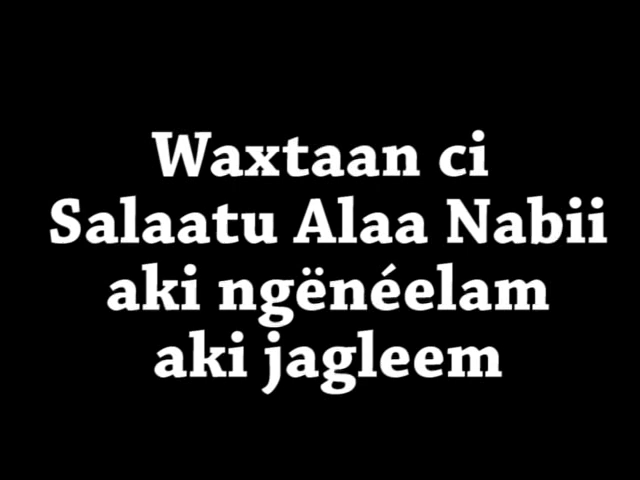 Waxtaan ci
Salaatu Alaa Nabii
aki ngënéelam
aki jagleem